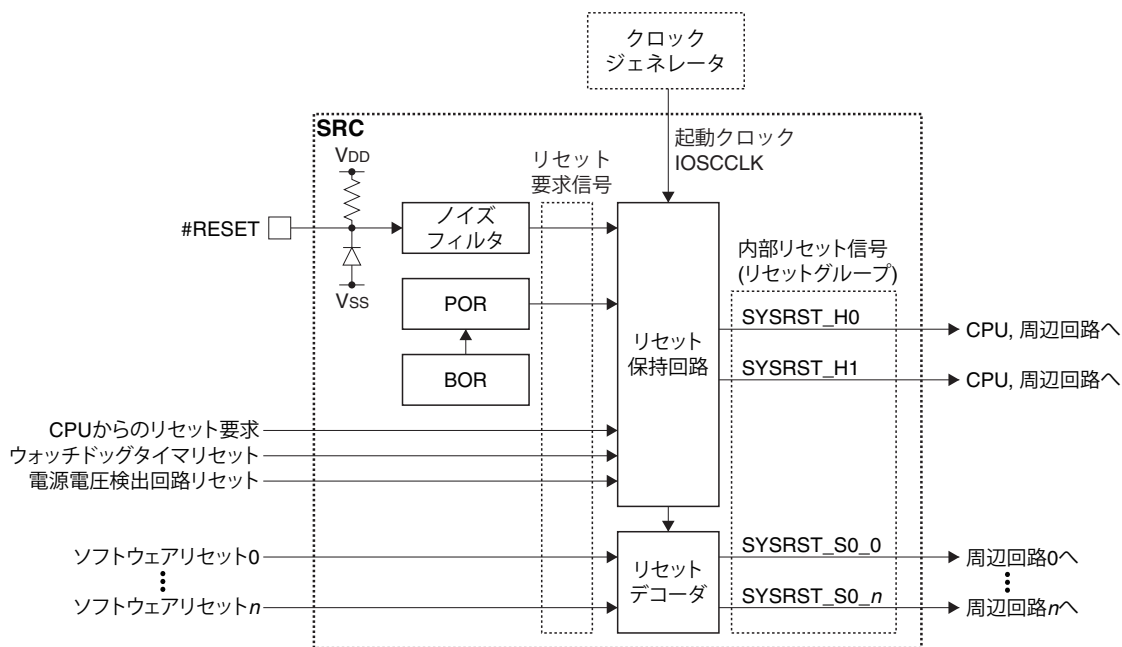 クロック
ジェネレータ
SRC
起動クロック
IOSCCLK
VDD
リセット
要求信号
#RESET
ノイズ
フィルタ
内部リセット信号
(リセットグループ)
VSS
POR
SYSRST_H0
CPU, 周辺回路へ
リセット
保持回路
BOR
SYSRST_H1
CPU, 周辺回路へ
CPUからのリセット要求
ウォッチドッグタイマリセット
電源電圧検出回路リセット
ソフトウェアリセット0
リセット
デコーダ
SYSRST_S0_0
周辺回路0へ
ソフトウェアリセットn
SYSRST_S0_n
周辺回路nへ